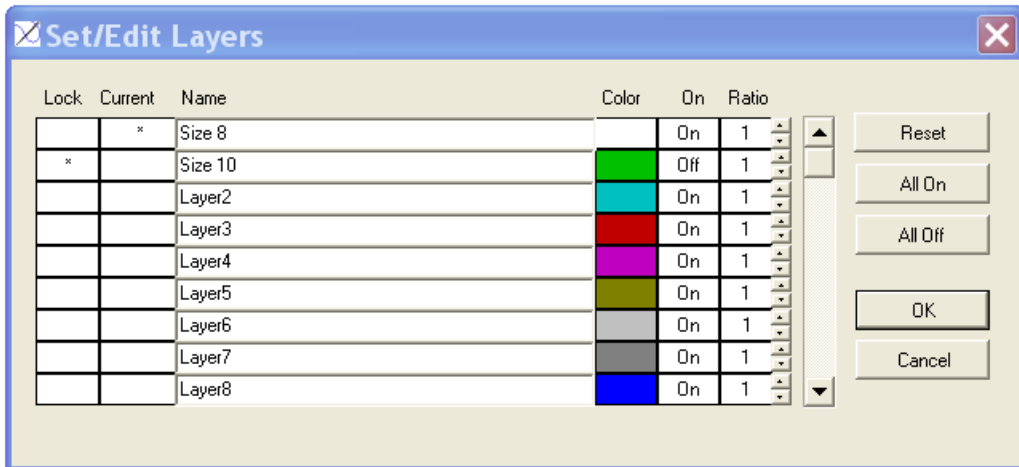 Set/Edit Layers
Lock Current Name Color On Ratio
* Size 8 On 1 Reset
* Size 10 Off 1
Layer2 On 1 All On
Layer3 On 1 All Off
Layer4 On 1
Layer5 On 1
Layer6 On 1 OK
Layer7 On 1 Cancel
Layer8 On 1